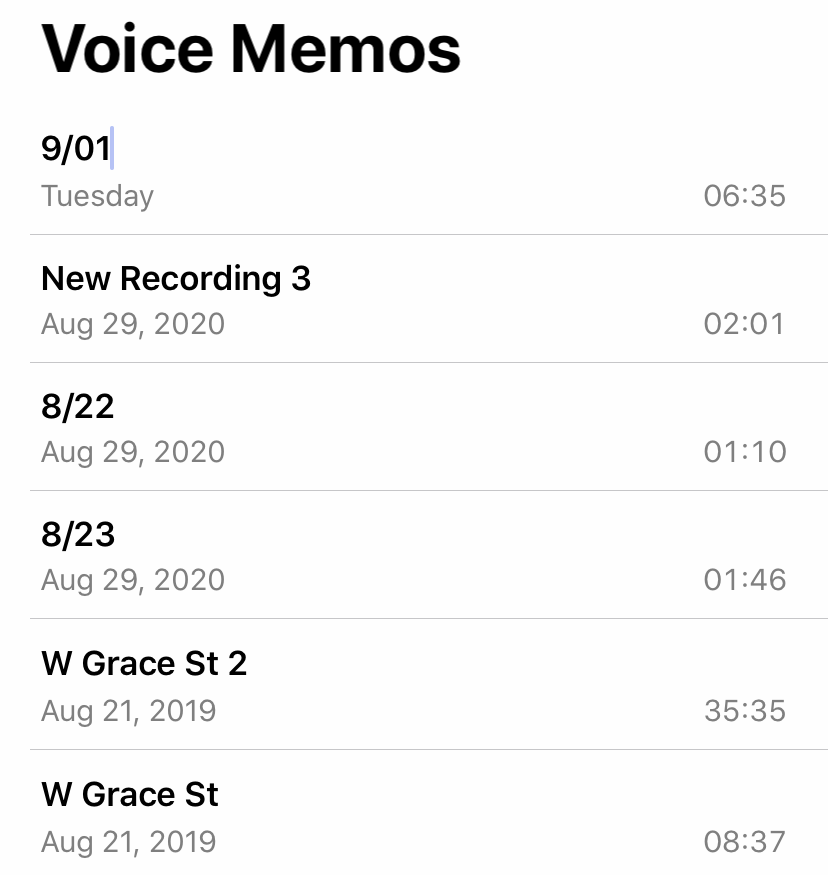 Voice Memos
9/01
Tuesday 06:35
New Recording 3
Aug 29, 2020 02:01
8/22
Aug 29, 2020 01:10
8/23
Aug 29, 2020 01:46
W Grace St 2
Aug 21, 2019 35:35
W Grace St
Aug 21, 2019 08:37